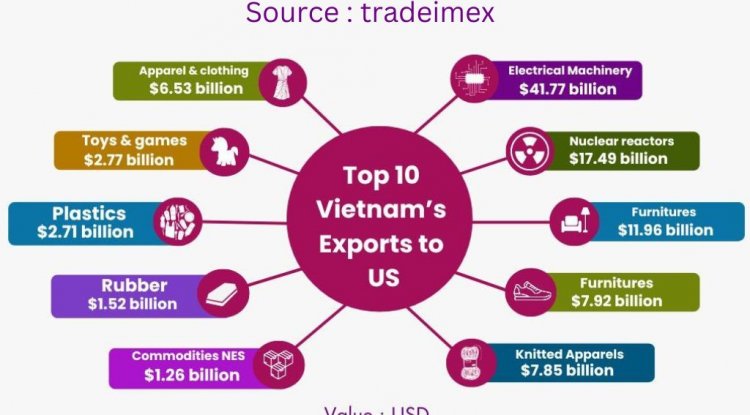 Source : tradeimex
Apparel & clothing
$6.53 billion
Electrical Machinery
$41.77 billion
Toys & games
$2.77 billion
Nuclear reactors
$17.49 billion
Top 10
Vietnam's
Exports to
US
Plastics
$2.71 billion
Furnitures
$11.96 billion
Rubber
$1.52 billion
Furnitures
$7.92 billion
Commodities NES
$1.26 billion
Knitted Apparels
$7.85 billion
Value : USD